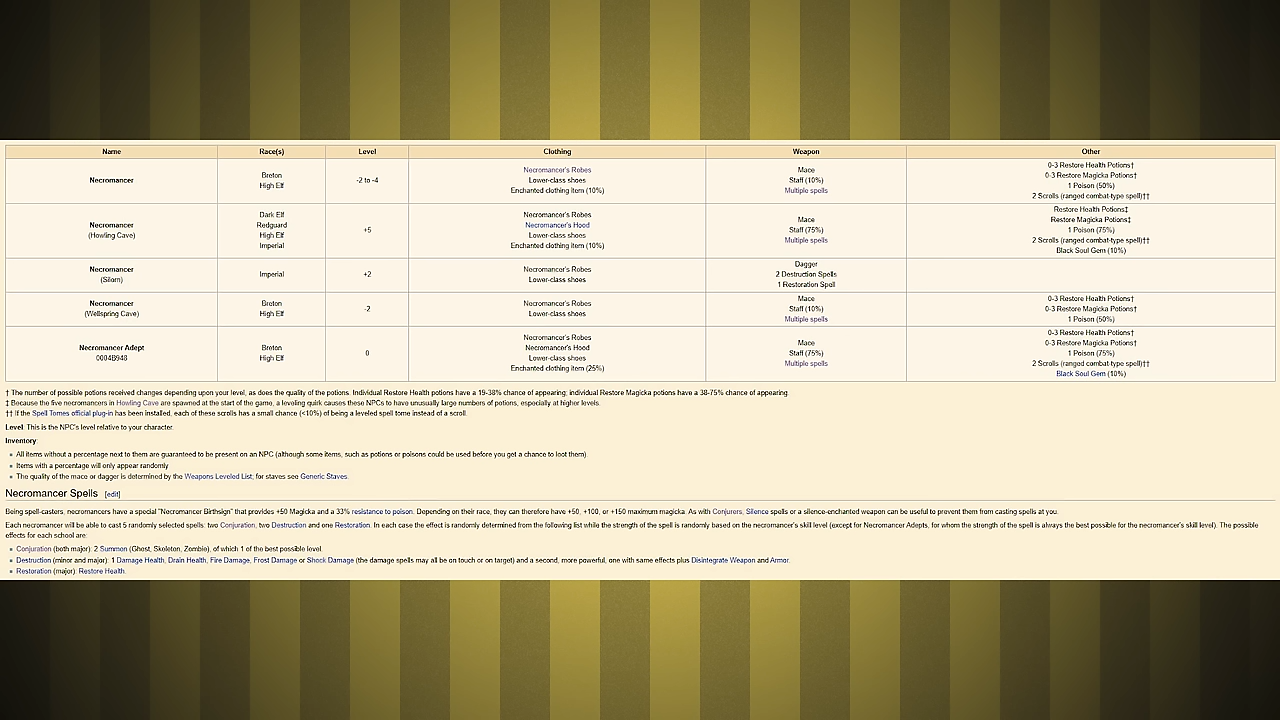 Name Race(s) Level Clothing Weapon Other
Necromancer
Breton
High Elf
-2 to -4
Necromancer's Robes
Lower-class shoes
Enchanted clothing item (10%)
Mace
Staff (10%)
Multiple spells
0-3 Restore Health Potions†
0-3 Restore Magicka Potions†
1 Poison (50%)
2 Scrolls (ranged combat-type spell)††
Necromancer
(Howling Cave)
Dark Elf
Redguard
High Elf
Imperial
+5
Necromancer's Robes
Necromancer's Hood
Lower-class shoes
Enchanted clothing item (10%)
Mace
Staff (75%)
Multiple spells
Restore Health Potions‡
Restore Magicka Potions‡
1 Poison (75%)
2 Scrolls (ranged combat-type spell)††
Black Soul Gem (10%)
Necromancer
(Silorn)
Imperial
+2
Necromancer's Robes
Lower-class shoes
Dagger
2 Destruction Spells
1 Restoration Spell
Necromancer
(Wellspring Cave)
Breton
High Elf
-2
Necromancer's Robes
Lower-class shoes
Mace
Staff (10%)
Multiple spells
0-3 Restore Health Potions†
0-3 Restore Magicka Potions†
1 Poison (50%)
Necromancer Adept
0004B948
Breton
High Elf
0
Necromancer's Robes
Necromancer's Hood
Lower-class shoes
Enchanted clothing item (25%)
Mace
Staff (75%)
Multiple spells
0-3 Restore Health Potions†
0-3 Restore Magicka Potions†
1 Poison (75%)
2 Scrolls (ranged combat-type spell)††
Black Soul Gem (10%)
† The number of possible potions received changes depending upon your level, as does the quality of the potions. Individual Restore Health potions have a 19-38% chance of appearing; individual Restore Magicka potions have a 38-75% chance of appearing.
‡ Because the five necromancers in Howling Cave are spawned at the start of the game, a leveling quirk causes these NPCs to have unusually large numbers of potions, especially at higher levels.
†† If the Spell Tomes official plug-in has been installed, each of these scrolls has a small chance (<10%) of being a leveled spell tome instead of a scroll.
Level: This is the NPC's level relative to your character.
Inventory:
All items without a percentage next to them are guaranteed to be present on an NPC (although some items, such as potions or poisons could be used before you get a chance to loot them)
Items with a percentage will only appear randomly
The quality of the mace or dagger is determined by the Weapons Leveled List; for staves see Generic Staves.
Necromancer Spells [edit]
Being spell-casters, necromancers have a special "Necromancer Birthsign" that provides +50 Magicka and a 33% resistance to poison. Depending on their race, they can therefore have +50, +100, or +150 maximum magicka. As with Conjurers, Silence spells or a silence-enchanted weapon can be useful to prevent them from casting spells at you.
Each necromancer will be able to cast 5 randomly selected spells: two Conjuration, two Destruction and one Restoration. In each case the effect is randomly determined from the following list while the strength of the spell is randomly based on the necromancer's skill level (except for Necromancer Adepts, for whom the strength of the spell is always the best possible for the necromancer's skill level). The possible
effects for each school are:
Conjuration (both major): 2 Summon (Ghost, Skeleton, Zombie), of which 1 of the best possible level.
Destruction (minor and major): 1 Damage Health, Drain Health, Fire Damage, Frost Damage or Shock Damage (the damage spells may all be on touch or on target) and a second, more powerful, one with same effects plus Disintegrate Weapon and Armor.
Restoration (major): Restore Health.